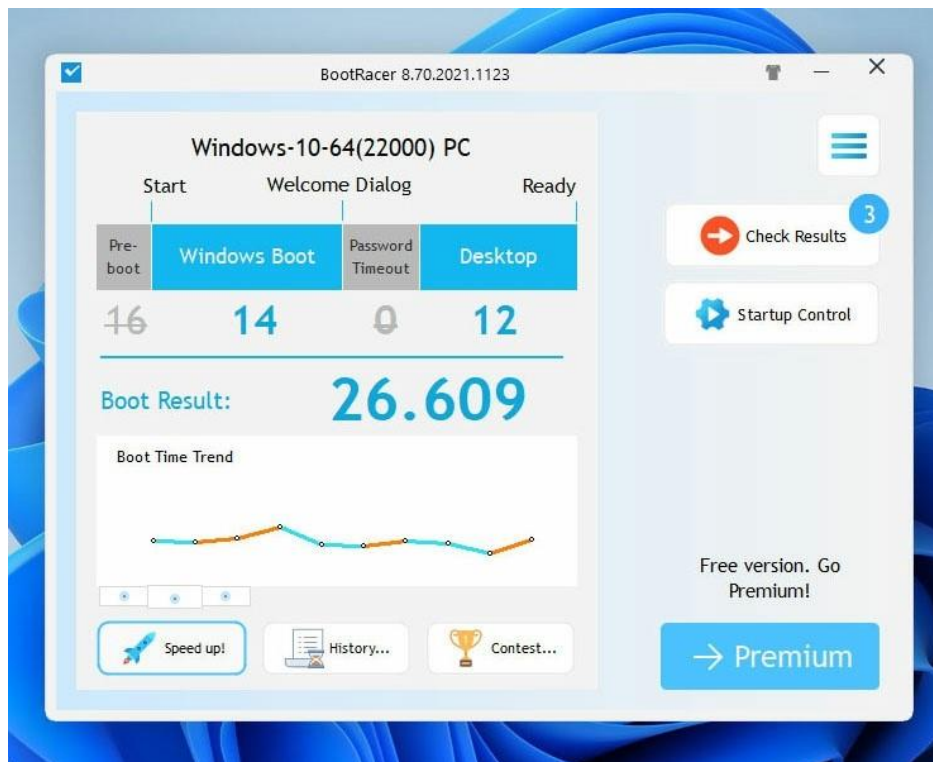 BootRacer 8.70.2021.1123
Windows-10-64(22000) PC
Start Welcome Dialog Ready
Pre-
boot
Windows Boot
Password
Timeout
Desktop
16 14 0 12
Boot Result: 26.609
Boot Time Trend
Speed up! History... Contest...
3
Check Results
Startup Control
Free version. Go
Premium!
Premium